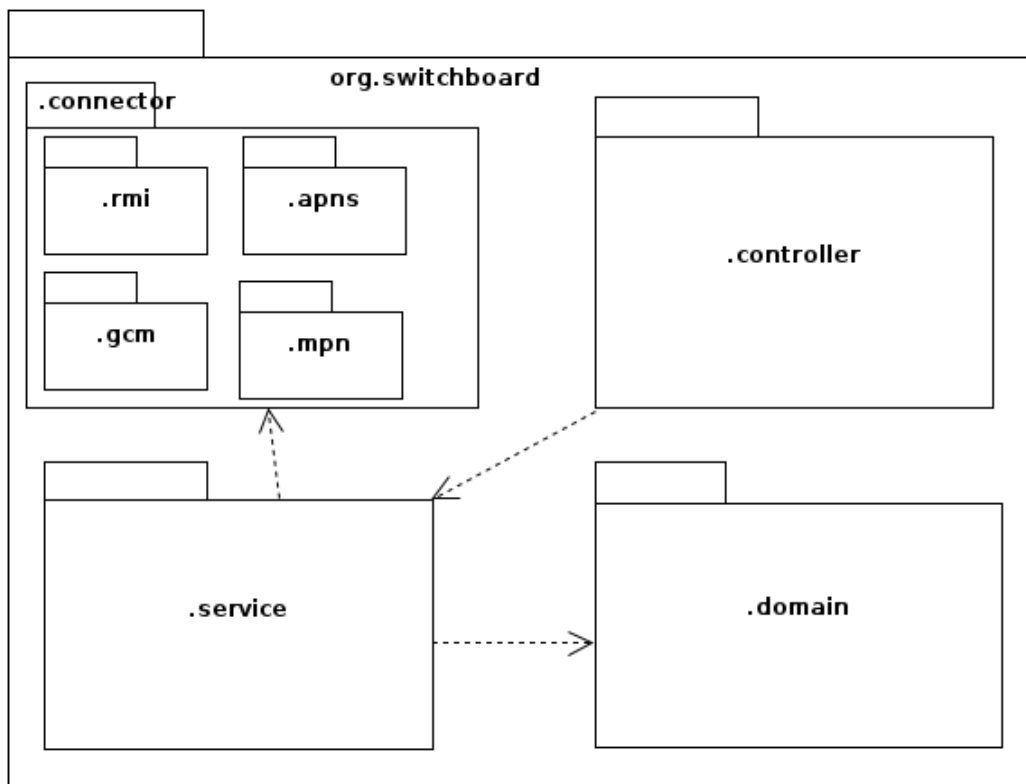 org.switchboard
.connector
.rmi
.apns
.controller
.gcm
.mpn
.service
.domain